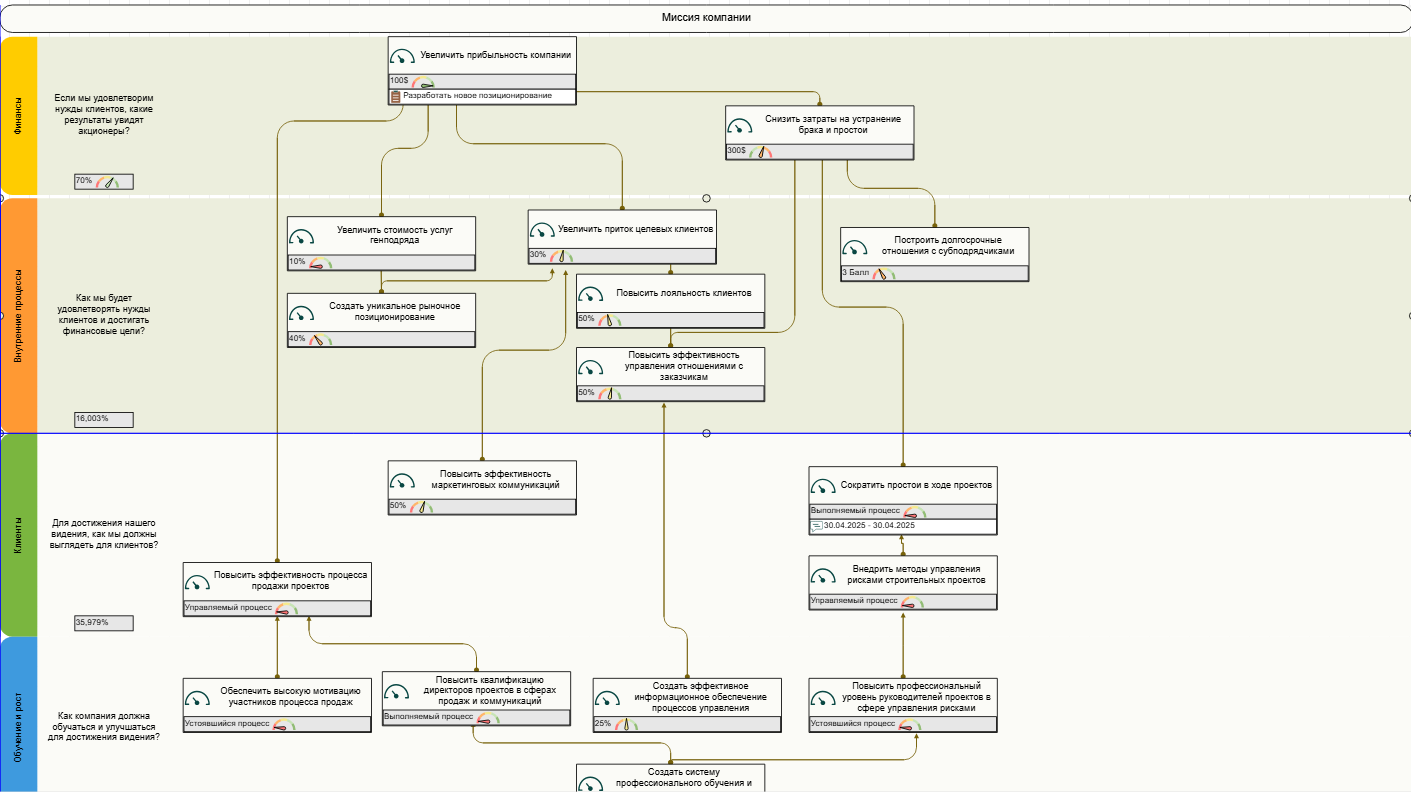 Миссия компании
Финансы
Если мы удовлетворим
нужды клиентов, какие
результаты увидят
акционеры?
70%
Увеличить прибыльность компании
100$
Разработать новое позиционирование
Снизить затраты на устранение
брака и простои
300$
Внутренние процессы
Как мы будет
удовлетворять нужды
клиентов и достигать
финансовые цели?
16,003%
Увеличить стоимость услуг
генподряда
10%
Увеличить приток целевых клиентов
30%
Построить долгосрочные
отношения с субподрядчиками
3 Балл
Создать уникальное рыночное
позиционирование
40%
Повысить лояльность клиентов
50%
Повысить эффективность
управления отношениями с
заказчикам
50%
Клиенты
Для достижения нашего
видения, как мы должны
выглядеть для клиентов?
35,979%
Повысить эффективность
маркетинговых коммуникаций
50%
Сократить простои в ходе проектов
Выполняемый процесс
30.04.2025 - 30.04.2025
Повысить эффективность процесса
продажи проектов
Управляемый процесс
Внедрить методы управления
рисками строительных проектов
Управляемый процесс
Обучение и рост
Как компания должна
обучаться и улучшаться
для достижения видения?
Обеспечить высокую мотивацию
участников процесса продаж
Устоявшийся процесс
Повысить квалификацию
директоров проектов в сферах
продаж и коммуникаций
Выполняемый процесс
Создать эффективное
информационное обеспечение
процессов управления
25%
Повысить профессиональный
уровень руководителей проектов в
сфере управления рисками
Устоявшийся процесс
Создать систему
профессионального обучения и